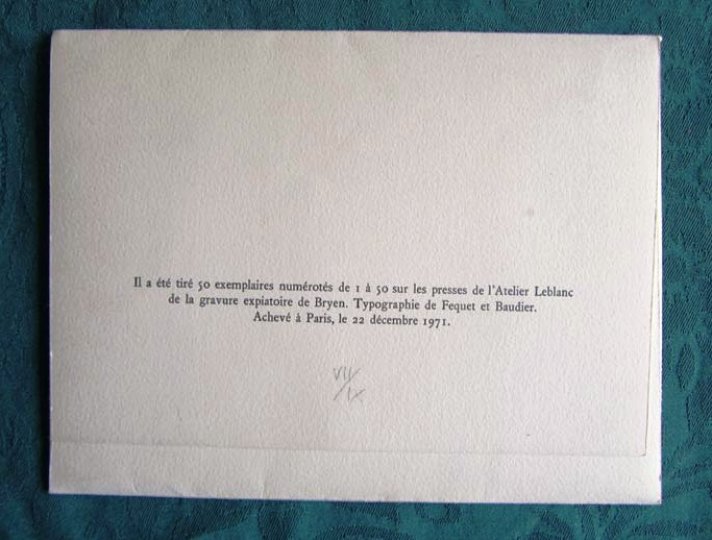 Il a été tiré 50 exemplaires numérotés de 1 à 50 sur les presses de l'Atelier Leblanc
de la gravure expiatoire de Bryen. Typographie de Fequet et Baudier.
Achevé à Paris, le 22 décembre 1971.
VII/
IX